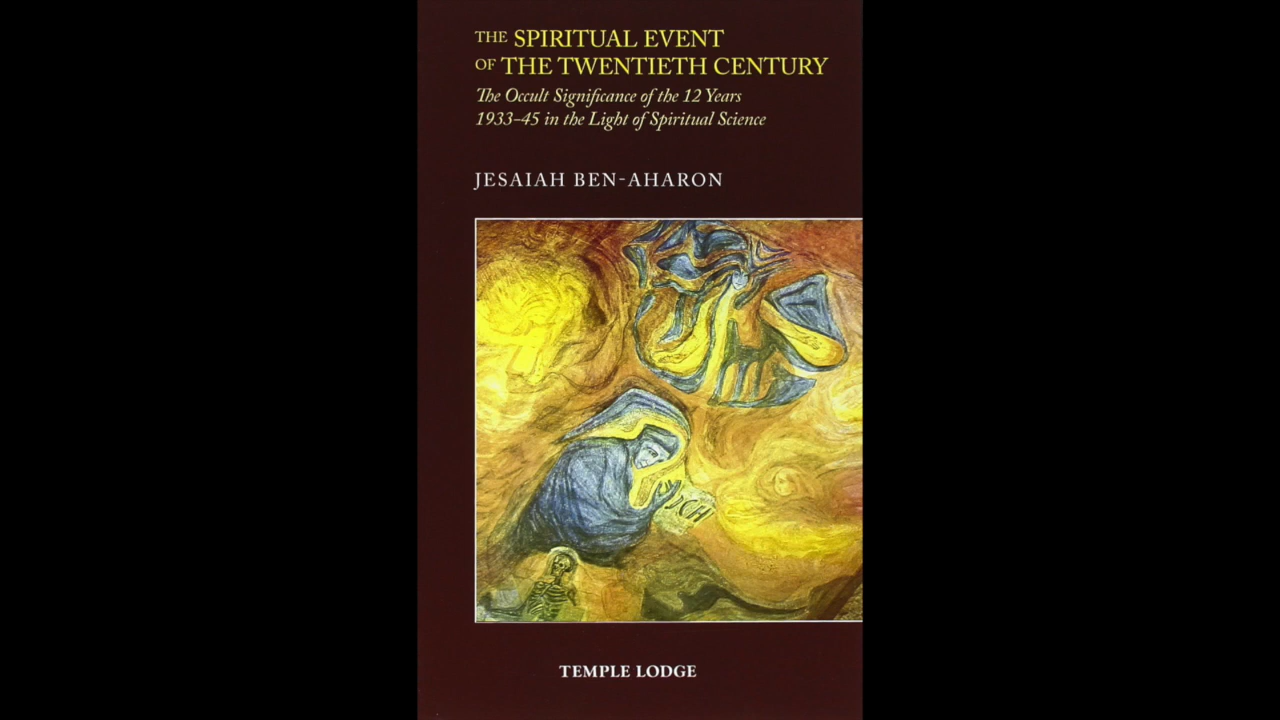 THE SPIRITUAL EVENT
OF THE TWENTIETH CENTURY
The Occult Significance of the 12 Years
1933–45 in the Light of Spiritual Science
JESAIAH BEN-AHARON
ICH
TEMPLE LODGE